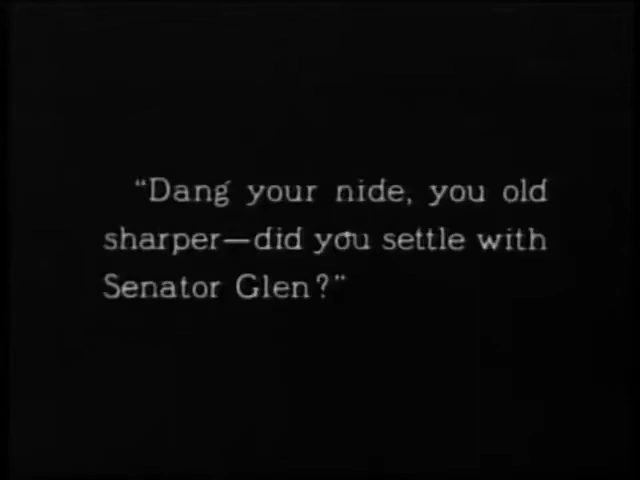 “Dang your nide, you old
sharper—did you settle with
Senator Glen?”